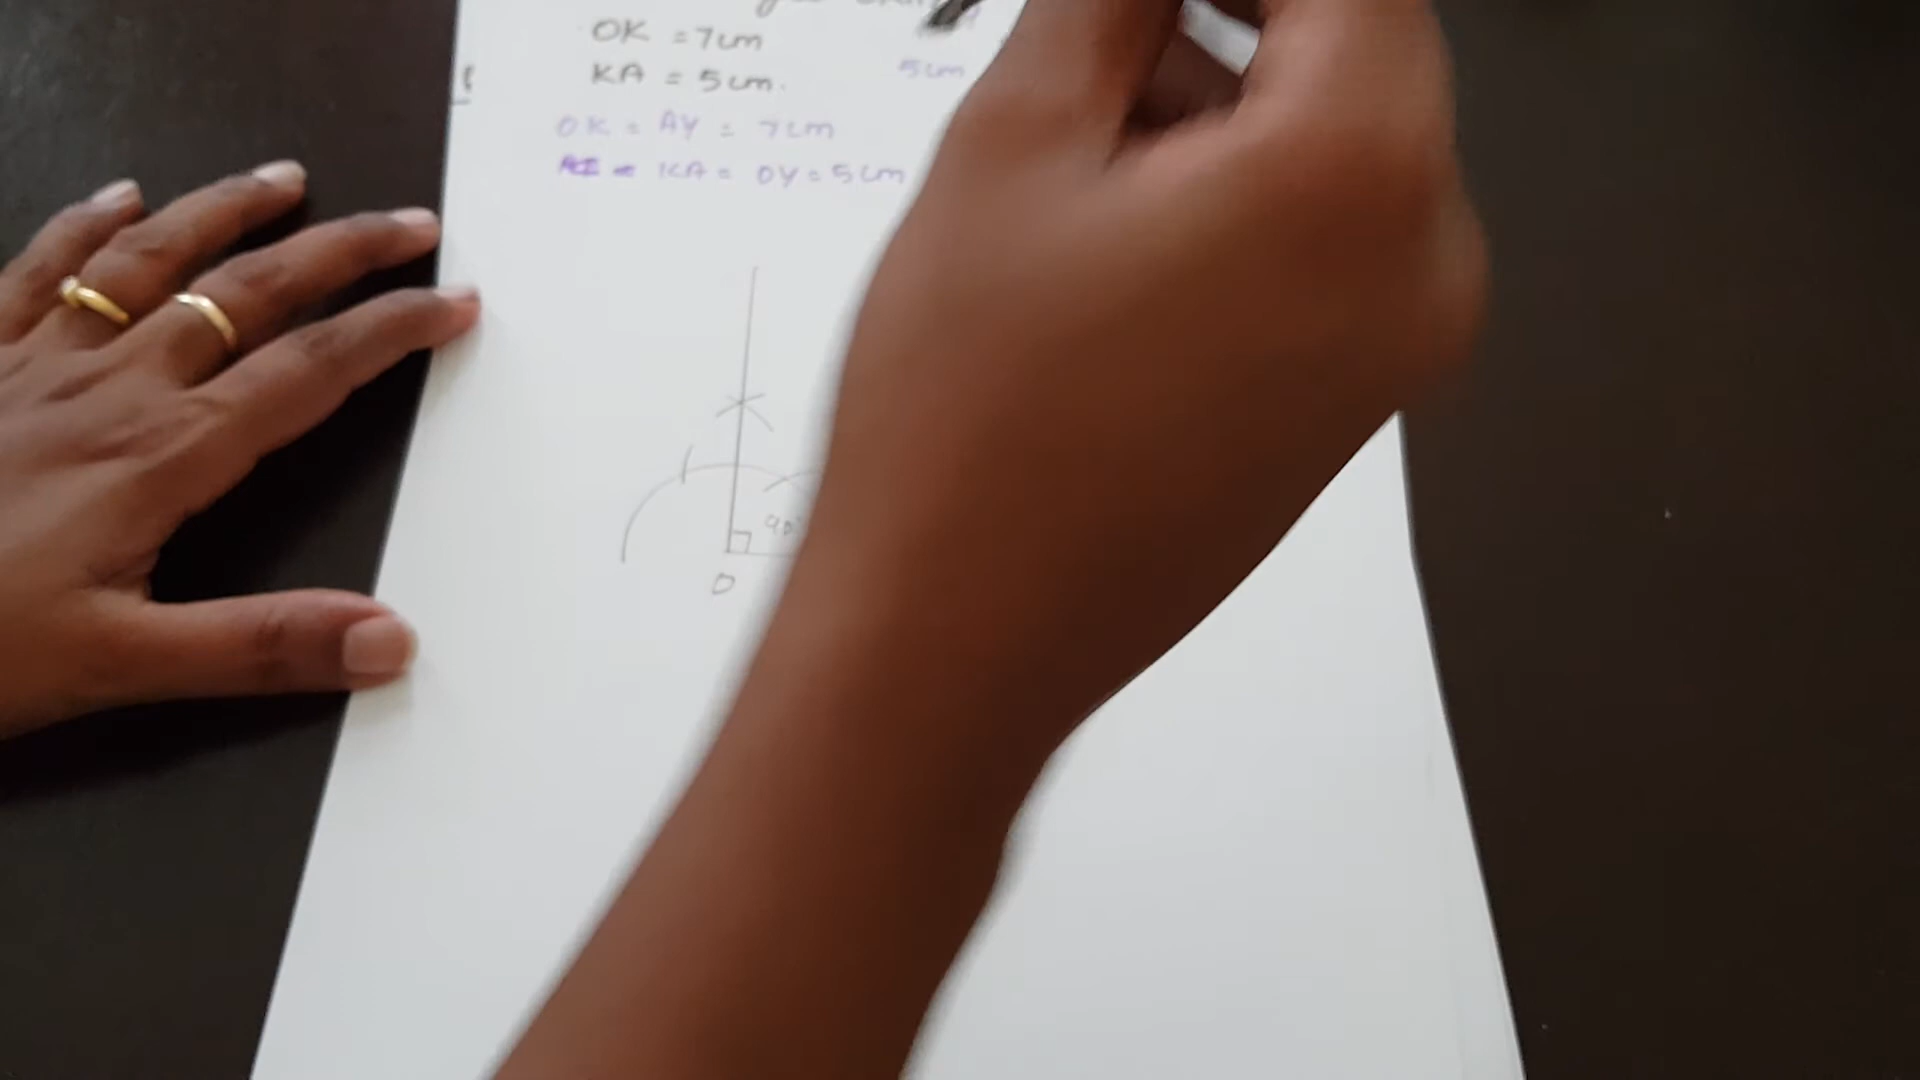 OK = 7cm
KA = 5cm.
5cm
OK = AY = 7cm
= KA = OY = 5cm
90°
O